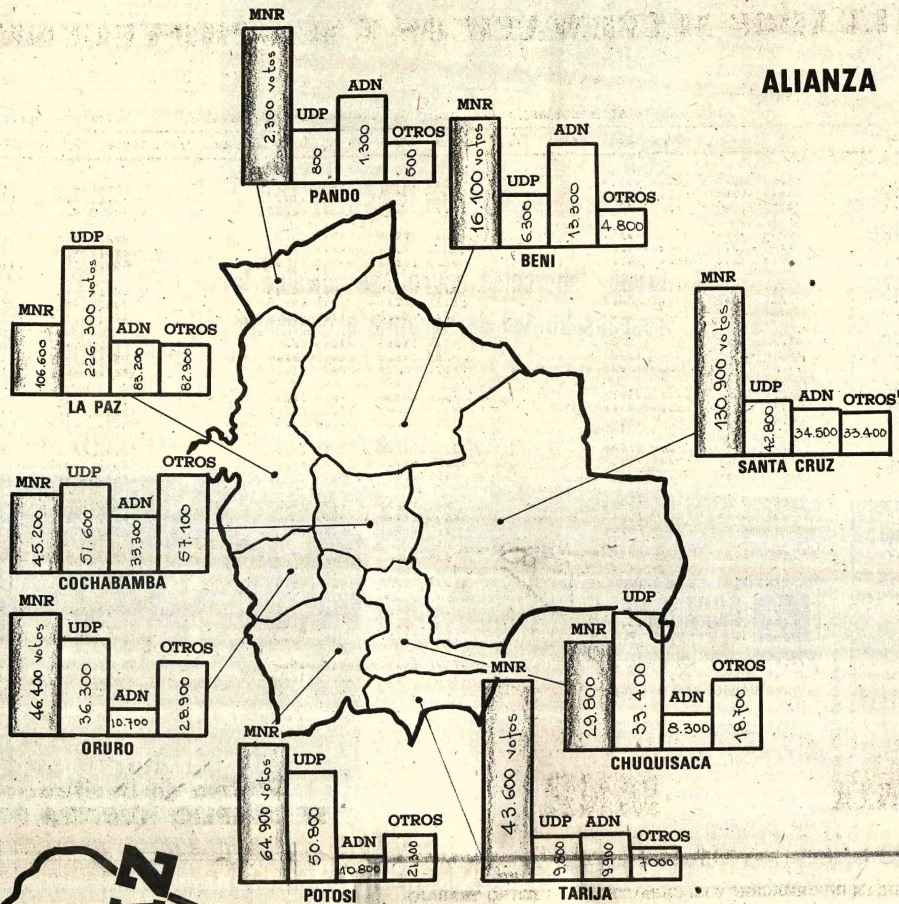 ALIANZA
MNR UDP ADN OTROS
2.300 votos 800 1.300 500
PANDO
MNR UDP ADN OTROS
16.100 votos 6.300 13.300 4.800
BENI
MNR UDP ADN OTROS
106.600 226.300 votos 83.200 82.900
LA PAZ
MNR UDP ADN OTROS
130.900 votos 42.800 34.500 33.400
SANTA CRUZ
MNR UDP ADN OTROS
45.200 51.600 33.300 57.100
COCHABAMBA
MNR UDP ADN OTROS
46.400 votos 36.300 10.700 28.900
ORURO
MNR UDP ADN OTROS
29.800 33.400 8.300 18.700
CHUQUISACA
MNR UDP ADN OTROS
64.900 votos 50.800 10.800 21.300
POTOSI
MNR UDP ADN OTROS
43.600 votos 9.800 9.900 7000
TARIJA